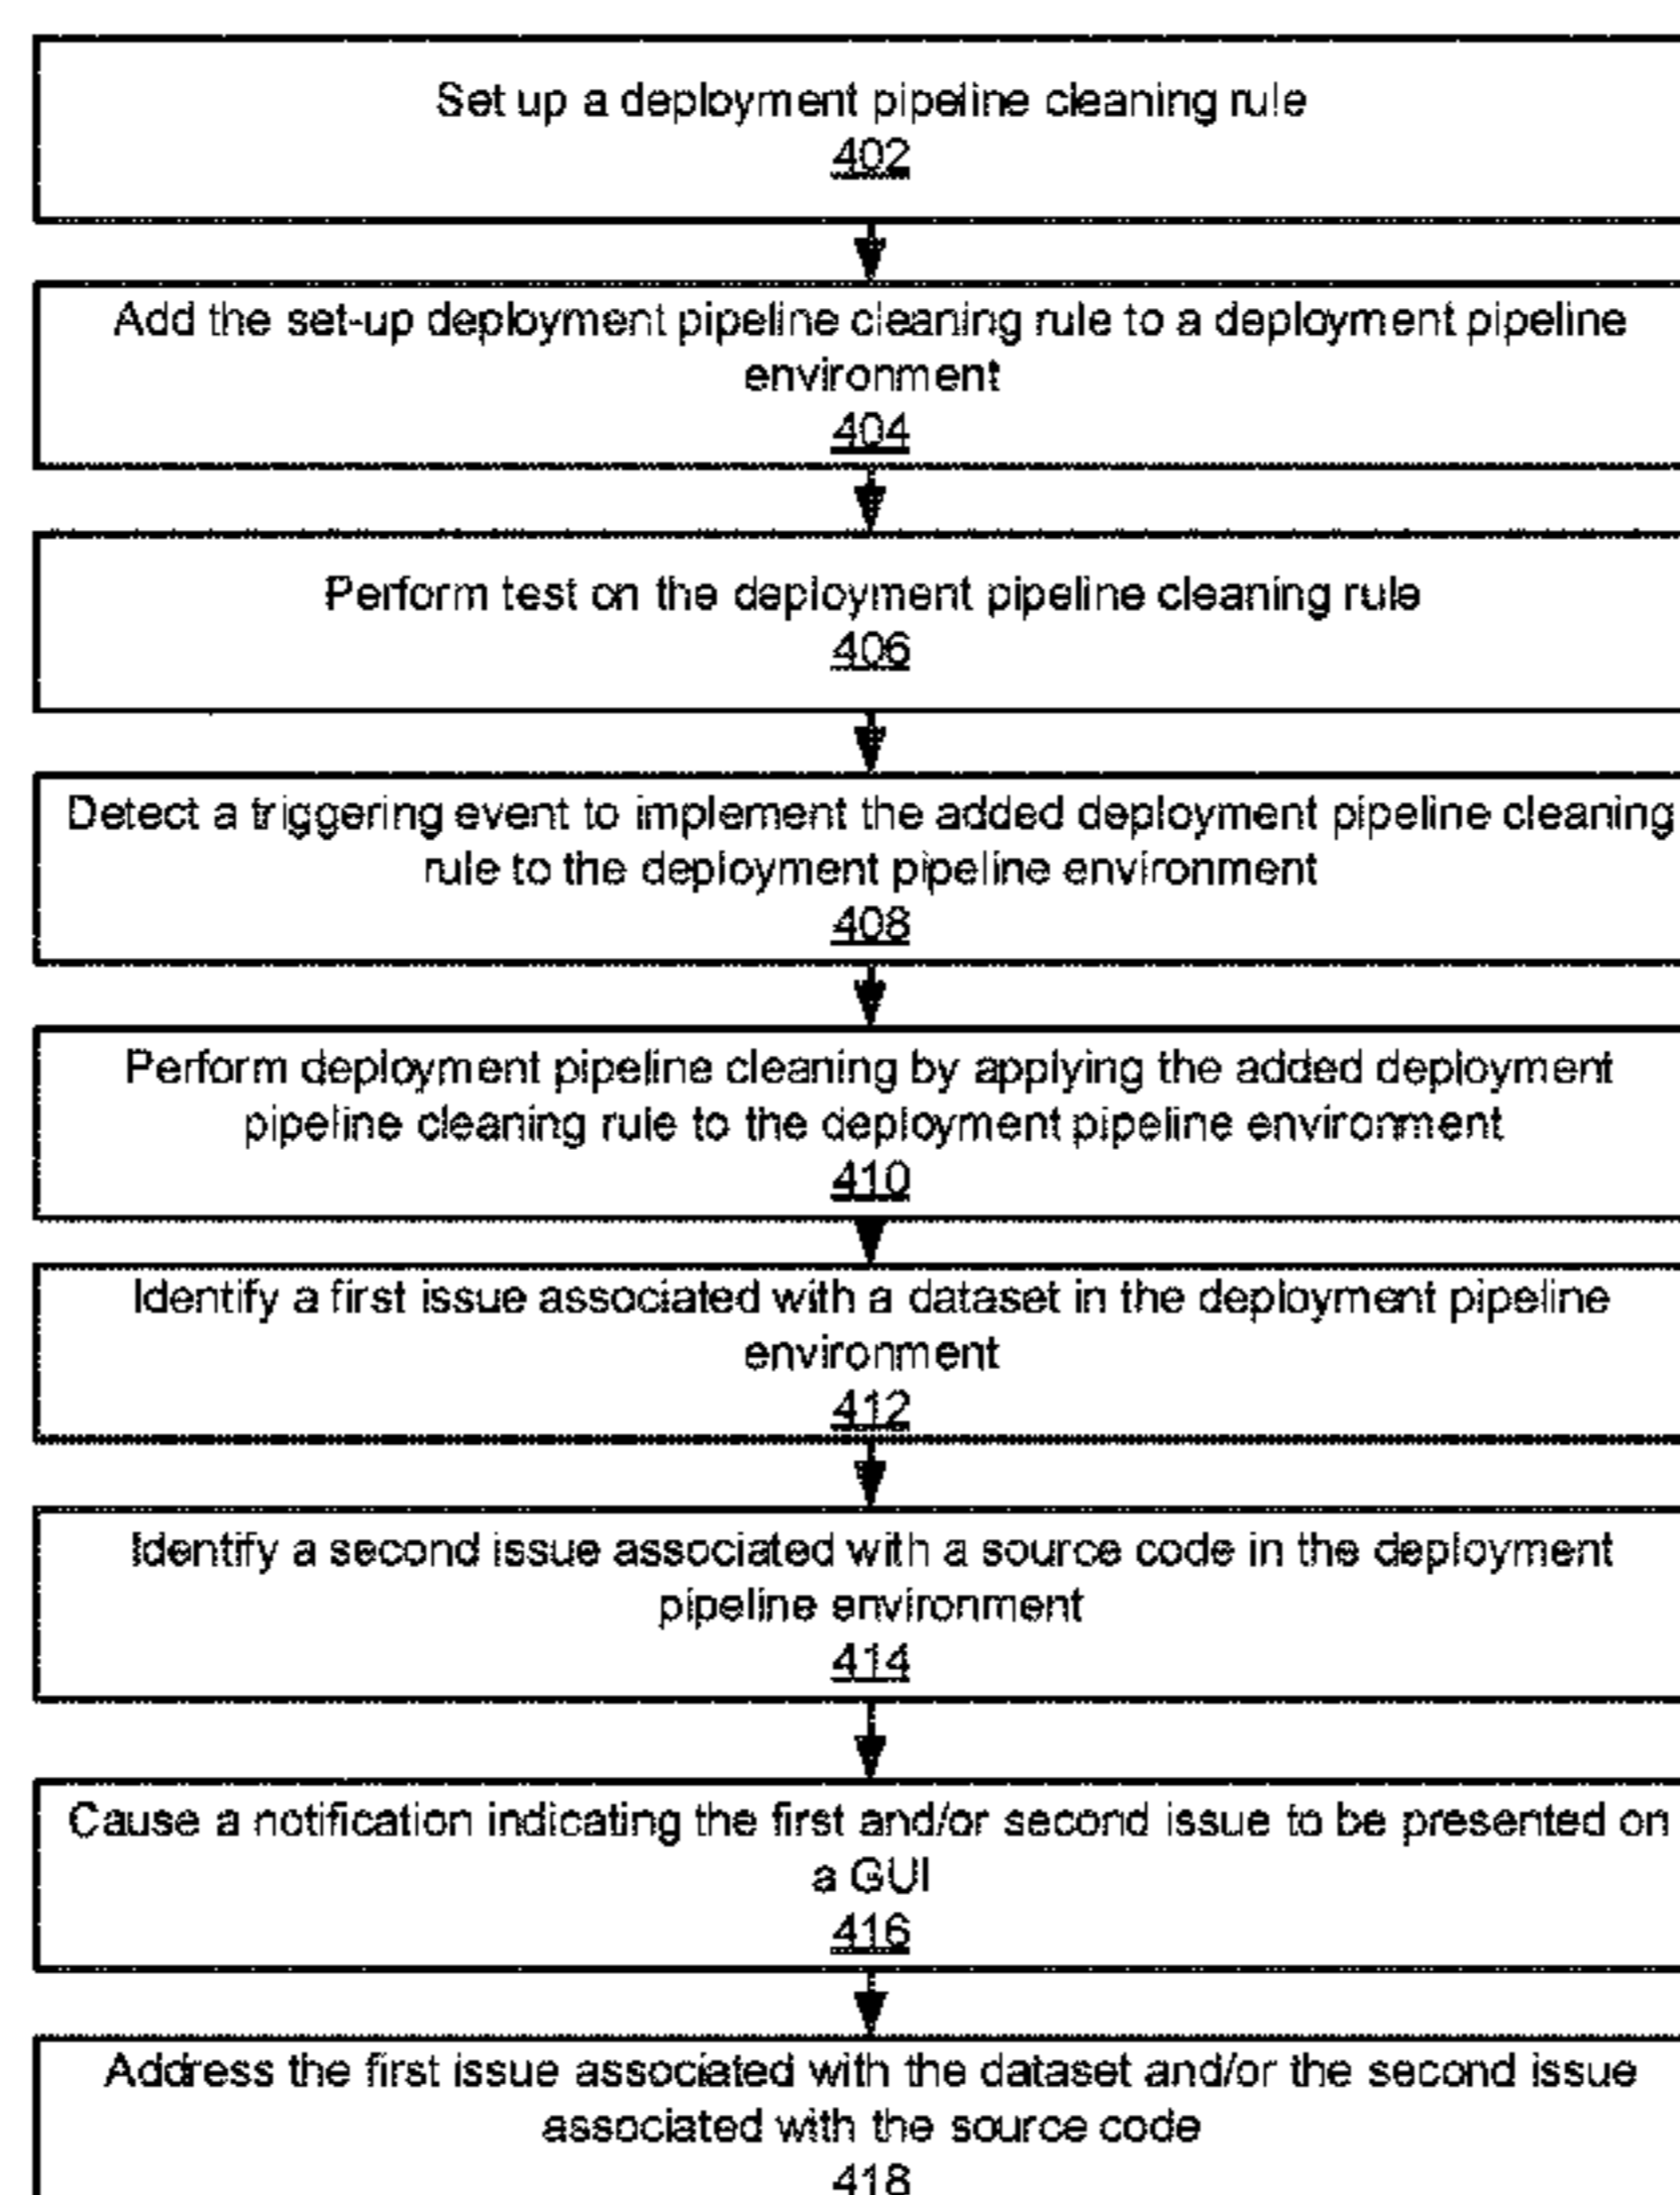 Set up a deployment pipeline cleaning rule
402
Add the set-up deployment pipeline cleaning rule to a deployment pipeline
environment
404
Perform test on the deployment pipeline cleaning rule
406
Detect a triggering event to implement the added deployment pipeline cleaning
rule to the deployment pipeline environment
408
Perform deployment pipeline cleaning by applying the added deployment
pipeline cleaning rule to the deployment pipeline environment
410
Identify a first issue associated with a dataset in the deployment pipeline
environment
412
Identify a second issue associated with a source code in the deployment
pipeline environment
414
Cause a notification indicating the first and/or second issue to be presented on
a GUI
416
Address the first issue associated with the dataset and/or the second issue
associated with the source code
418